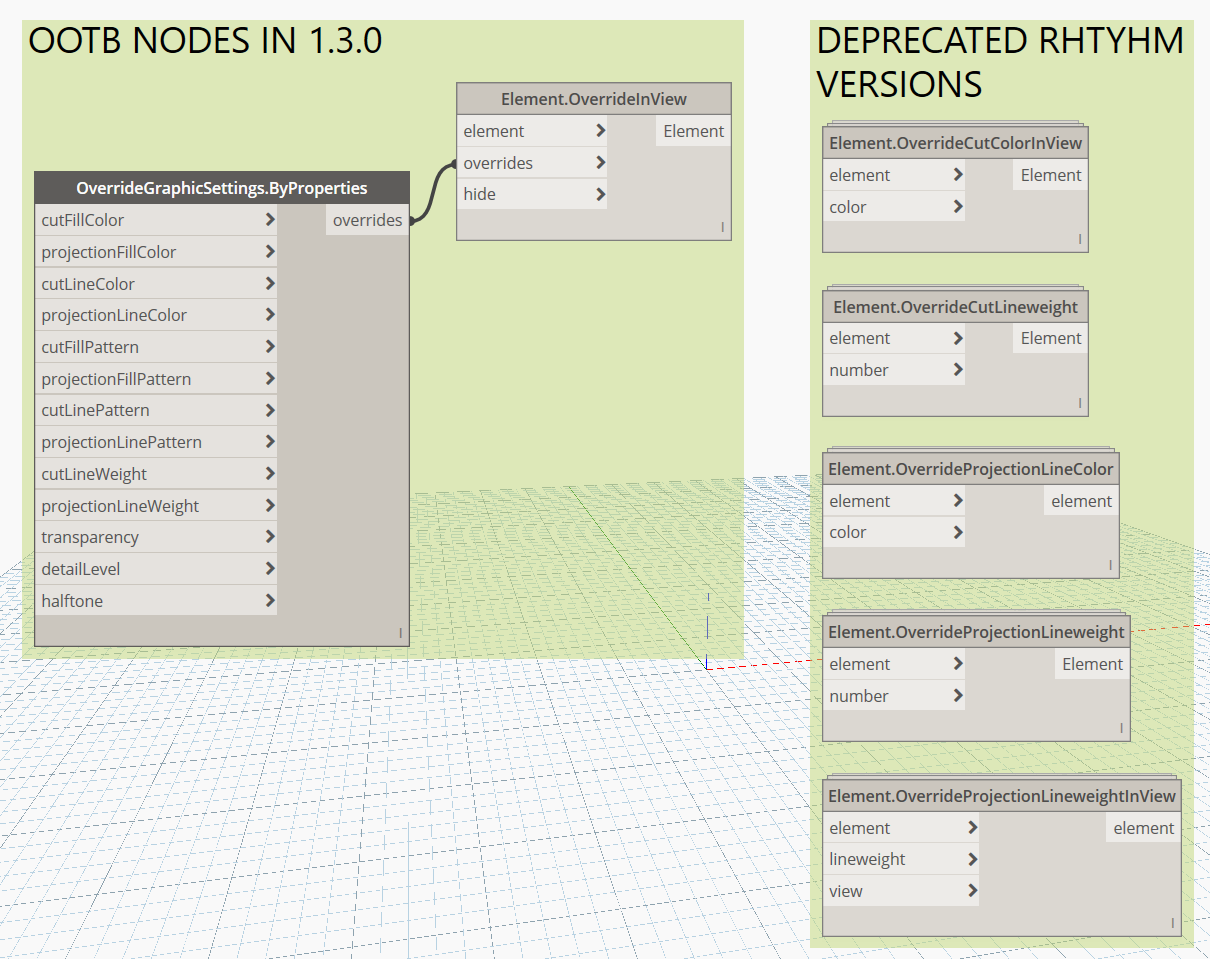 OOTB NODES IN 1.3.0
OverrideGraphicSettings.ByProperties
cutFillColor
overrides
projectionFillColor
cutLineColor
projectionLineColor
cutFillPattern
projectionFillPattern
cutLinePattern
projectionLinePattern
cutLineWeight
projectionLineWeight
transparency
detailLevel
halftone
Element.OverrideInView
element
Element
overrides
hide
DEPRECATED RHTYHM
VERSIONS
Element.OverrideCutColorInView
element
Element
color
Element.OverrideCutLineweight
element
Element
number
Element.OverrideProjectionLineColor
element
element
color
Element.OverrideProjectionLineweight
element
Element
number
Element.OverrideProjectionLineweightInView
element
element
lineweight
view